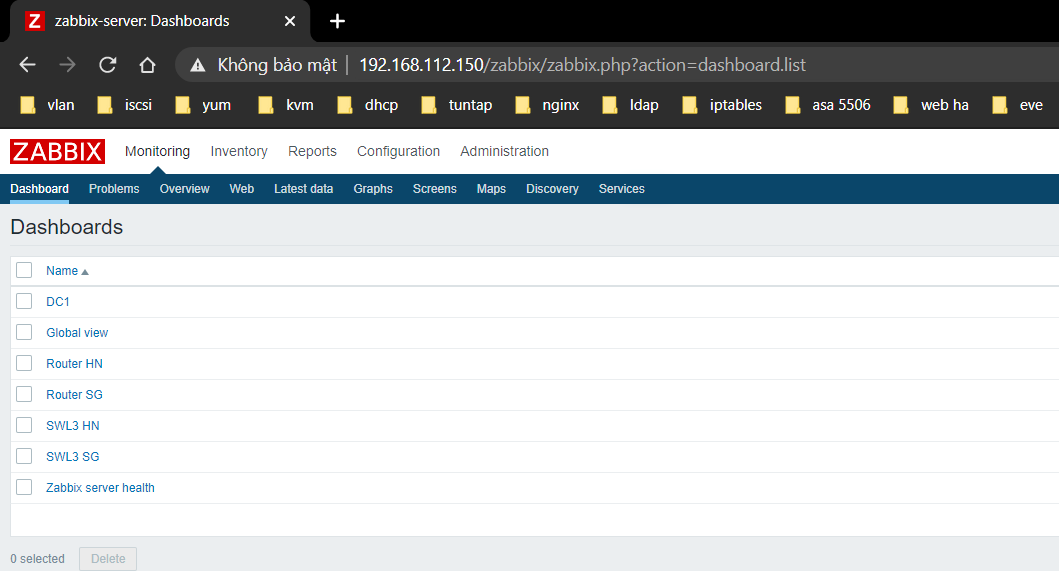 Z zabbix-server: Dashboards
Không bảo mật | 192.168.112.150/zabbix/zabbix.php?action=dashboard.list
vlan iscsi yum kvm dhcp tuntap nginx ldap iptables asa 5506 web ha eve
ZABBIX Monitoring Inventory Reports Configuration Administration
Dashboard Problems Overview Web Latest data Graphs Screens Maps Discovery Services
Dashboards
Name
DC1
Global view
Router HN
Router SG
SWL3 HN
SWL3 SG
Zabbix server health
0 selected Delete